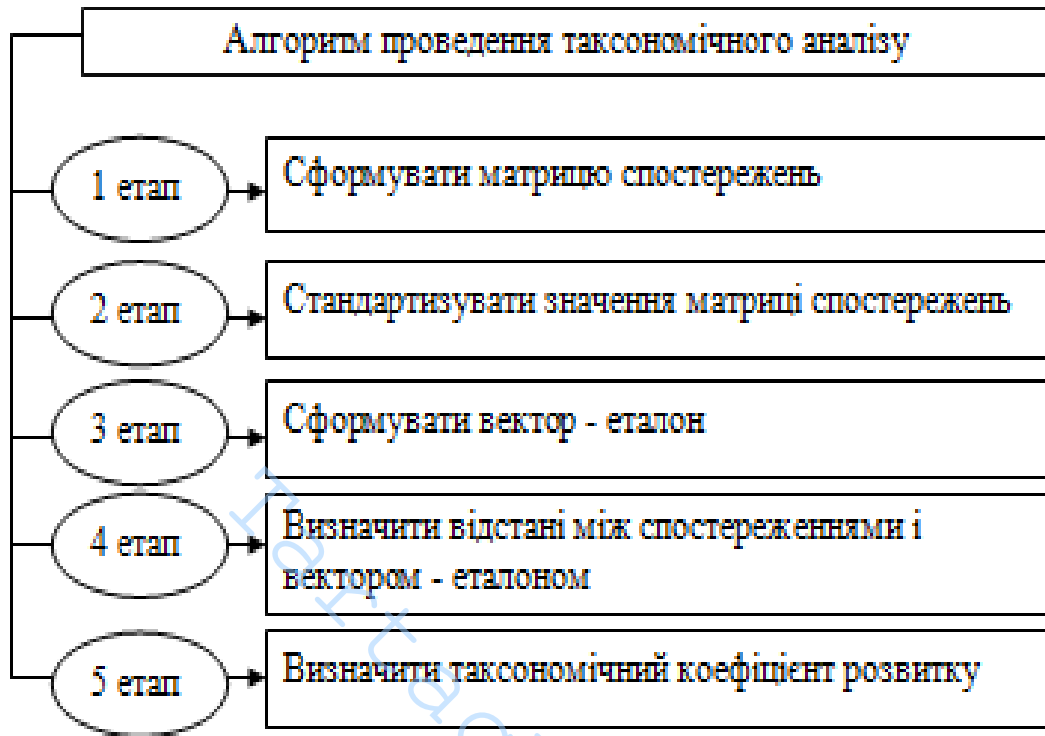 Алгоритм проведення таксономічного аналізу
1 етап
Сформувати матрицю спостережень
2 етап
Стандартизувати значення матриці спостережень
3 етап
Сформувати вектор - еталон
4 етап
Визначити відстані між спостереженнями і
вектором - еталоном
5 етап
Визначити таксономічний коефіцієнт розвитку